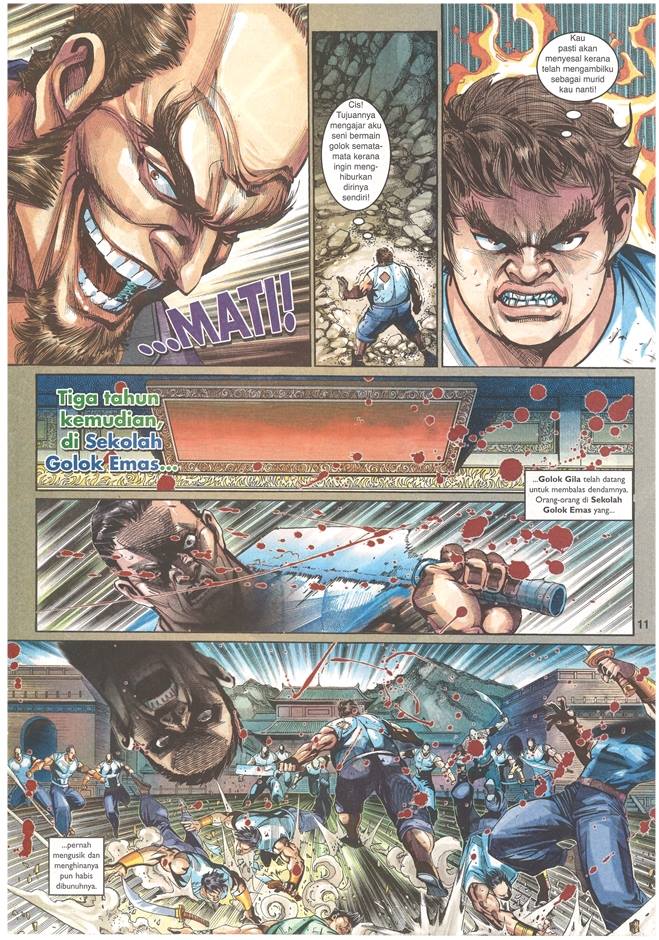 ...MATI!
Cis!
Tujuannya
mengajar aku
seni bermain
golok semata-
mata kerana
ingin meng-
hiburkan
dirinya
sendiri!
Kau
pasti akan
menyesal kerana
telah mengambilku
sebagai murid
kau nanti!
Tiga tahun
kemudian,
di Sekolah
Golok Emas...
...Golok Gila telah datang
untuk membalas dendamnya.
Orang-orang di Sekolah
Golok Emas yang...
11
...pernah
mengusik dan
menghinanya
pun habis
dibunuhnya.